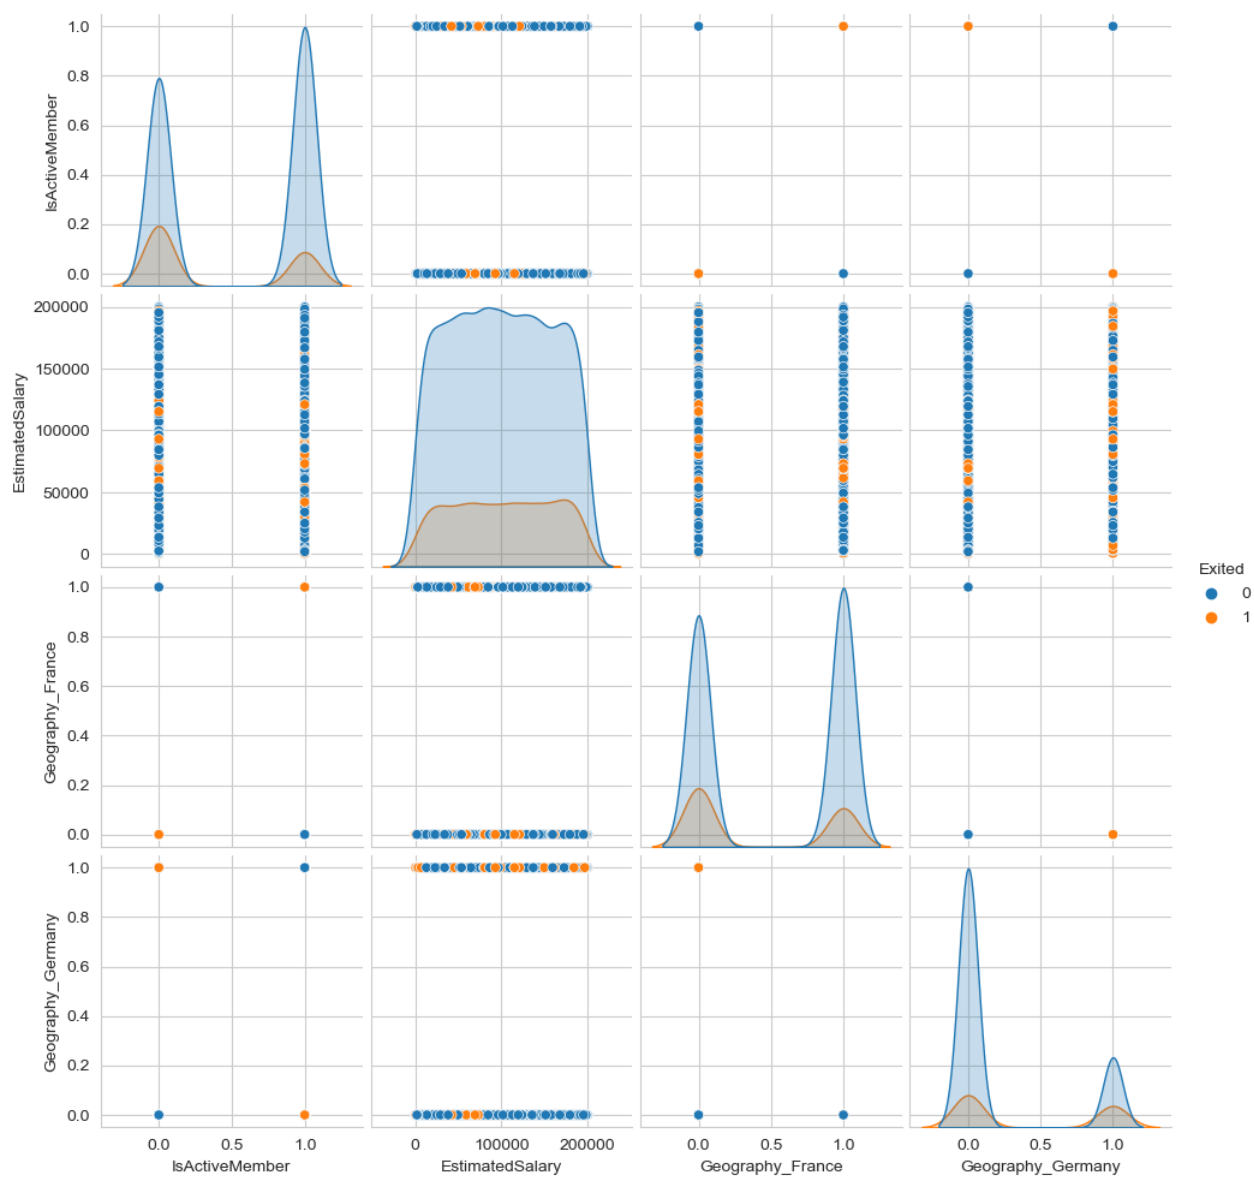 1.0
0.8
0.6
0.4
0.2
0.0
IsActiveMember
200000
150000
100000
50000
0
EstimatedSalary
1.0
0.8
0.6
0.4
0.2
0.0
Geography_France
1.0
0.8
0.6
0.4
0.2
0.0
Geography_Germany
0.0 0.5 1.0
IsActiveMember
0 100000 200000
EstimatedSalary
0.0 0.5 1.0
Geography_France
0.0 0.5 1.0
Geography_Germany
Exited
0
1